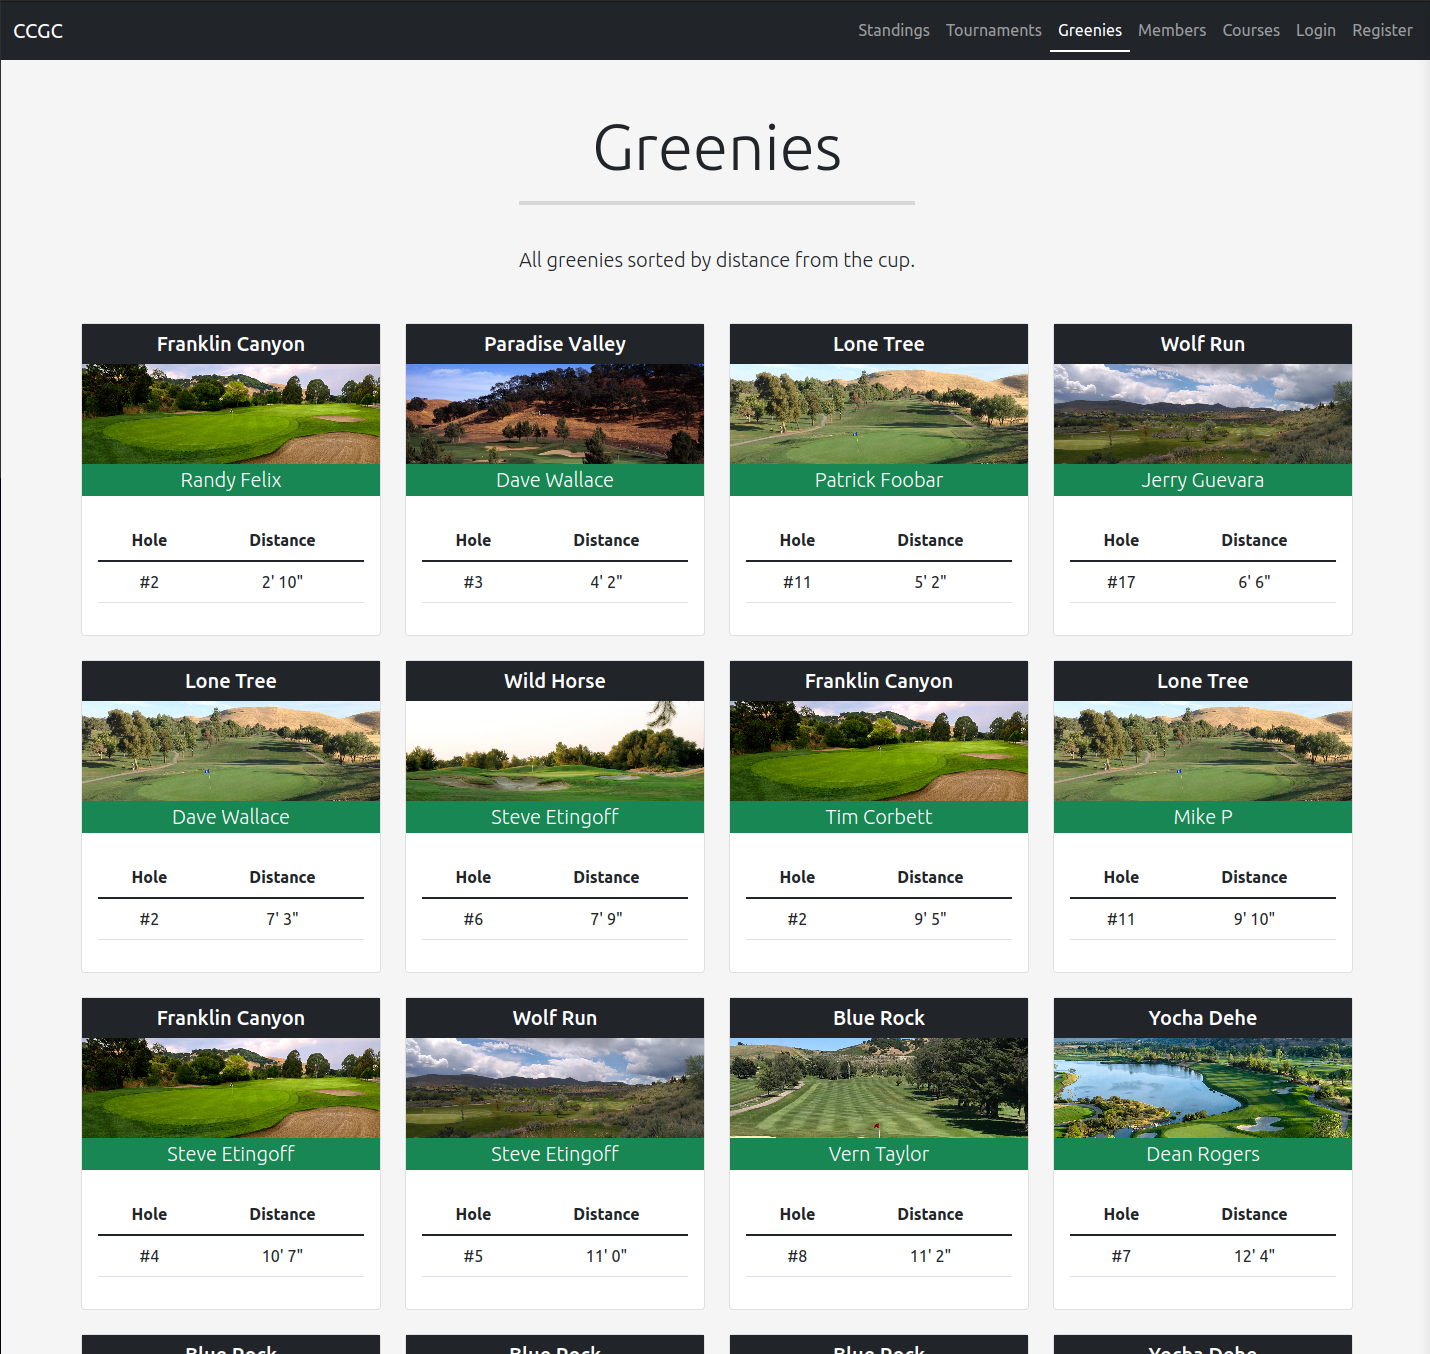 CCGC Standings Tournaments Greenies Members Courses Login Register
Greenies
All greenies sorted by distance from the cup.
Franklin Canyon
Randy Felix
Hole Distance
#2 2' 10"
Paradise Valley
Dave Wallace
Hole Distance
#3 4' 2"
Lone Tree
Patrick Foobar
Hole Distance
#11 5' 2"
Wolf Run
Jerry Guevara
Hole Distance
#17 6' 6"
Lone Tree
Dave Wallace
Hole Distance
#2 7' 3"
Wild Horse
Steve Etingoff
Hole Distance
#6 7' 9"
Franklin Canyon
Tim Corbett
Hole Distance
#2 9' 5"
Lone Tree
Mike P
Hole Distance
#11 9' 10"
Franklin Canyon
Steve Etingoff
Hole Distance
#4 10' 7"
Wolf Run
Steve Etingoff
Hole Distance
#5 11' 0"
Blue Rock
Vern Taylor
Hole Distance
#8 11' 2"
Yocha Dehe
Dean Rogers
Hole Distance
#7 12' 4"
Blue Rock
Blue Rock
Blue Rock
Yocha Dehe